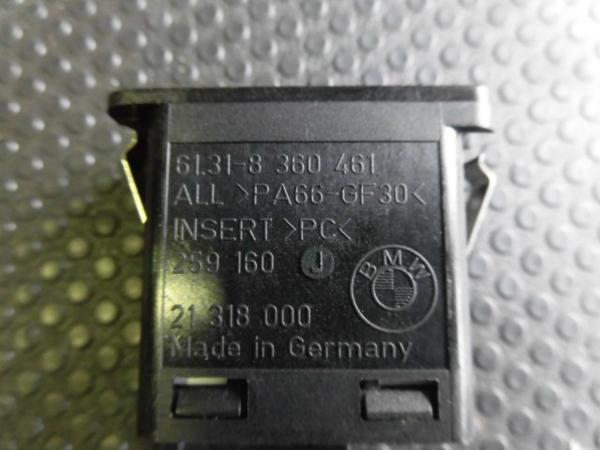 61.31-8 360 461
ALL >PA66-GF30<
INSERT >PC<
259 160 J
BMW
21 318 000
Made in Germany